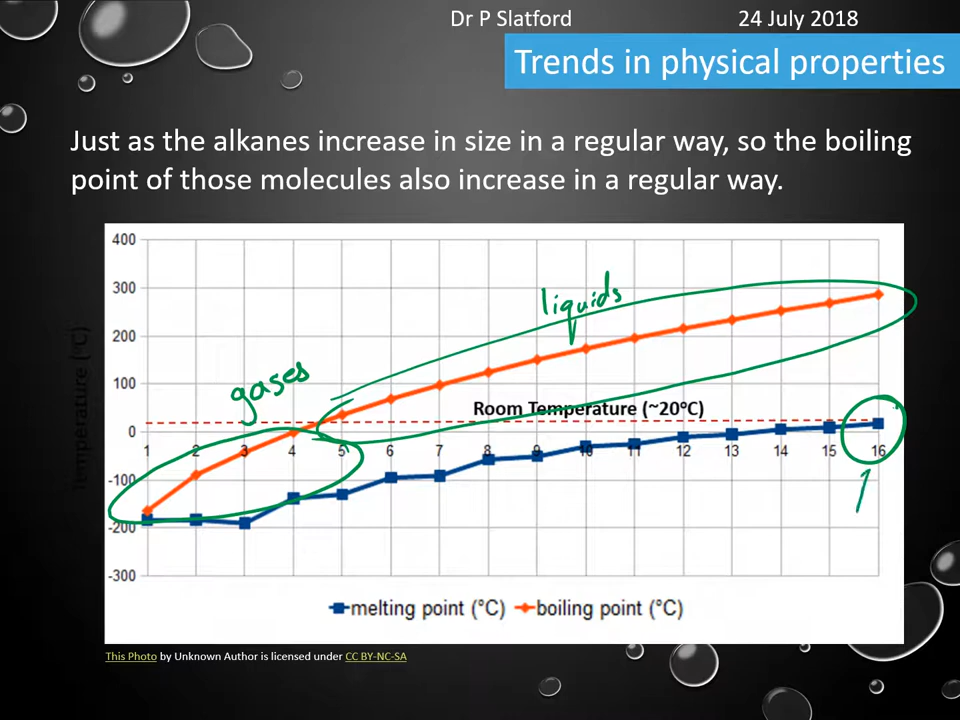 Dr P Slatford 24 July 2018
Trends in physical properties
Just as the alkanes increase in size in a regular way, so the boiling
point of those molecules also increase in a regular way.
400
300
liquids
200
gases
100
Room Temperature (~20°C)
0
1 2 3 4 5 6 7 8 9 10 11 12 13 14 15 16
-100
-200
-300
Temperature (°C)
melting point (°C) boiling point (°C)
This Photo by Unknown Author is licensed under CC BY-NC-SA